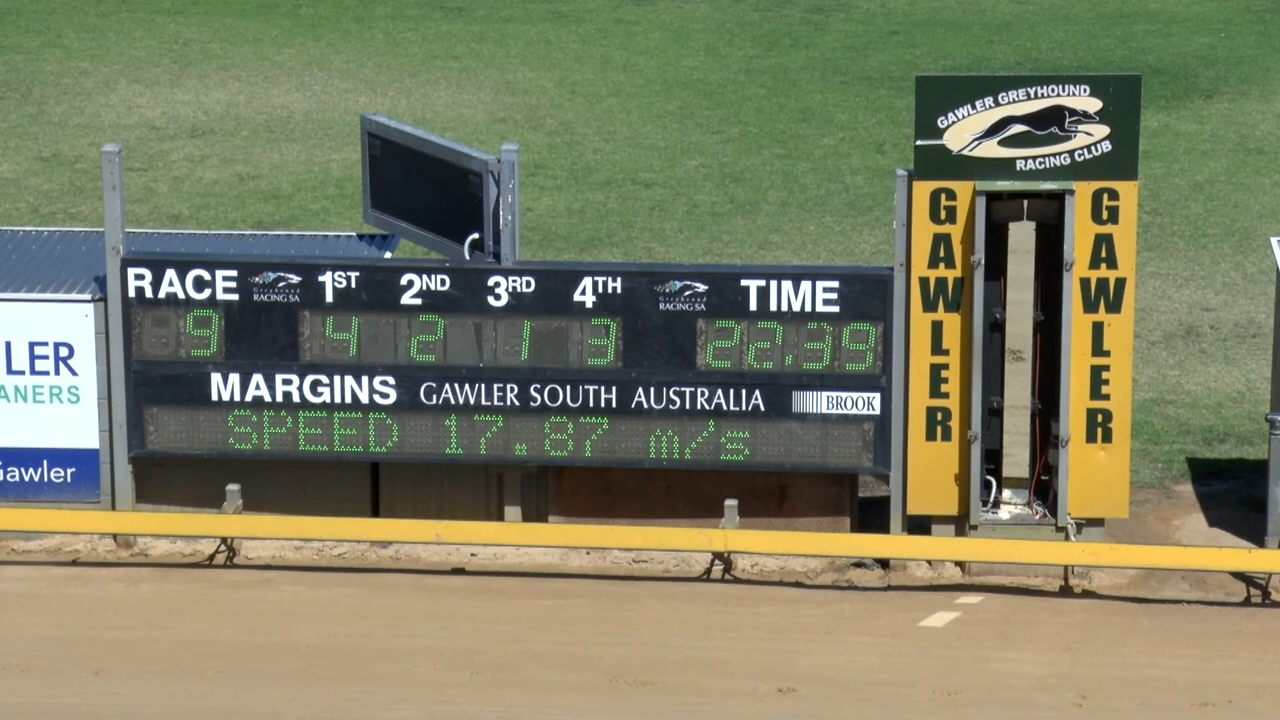 GAWLER GREYHOUND
RACING CLUB
GAWLER
GAWLER
RACE
Greyhound
RACING SA
1ST
2ND
3RD
4TH
Greyhound
RACING SA
TIME
9
4
2
1
3
22.39
MARGINS
GAWLER SOUTH AUSTRALIA
BROOK
SPEED 17.87 m/s
LER
ANERS
Gawler